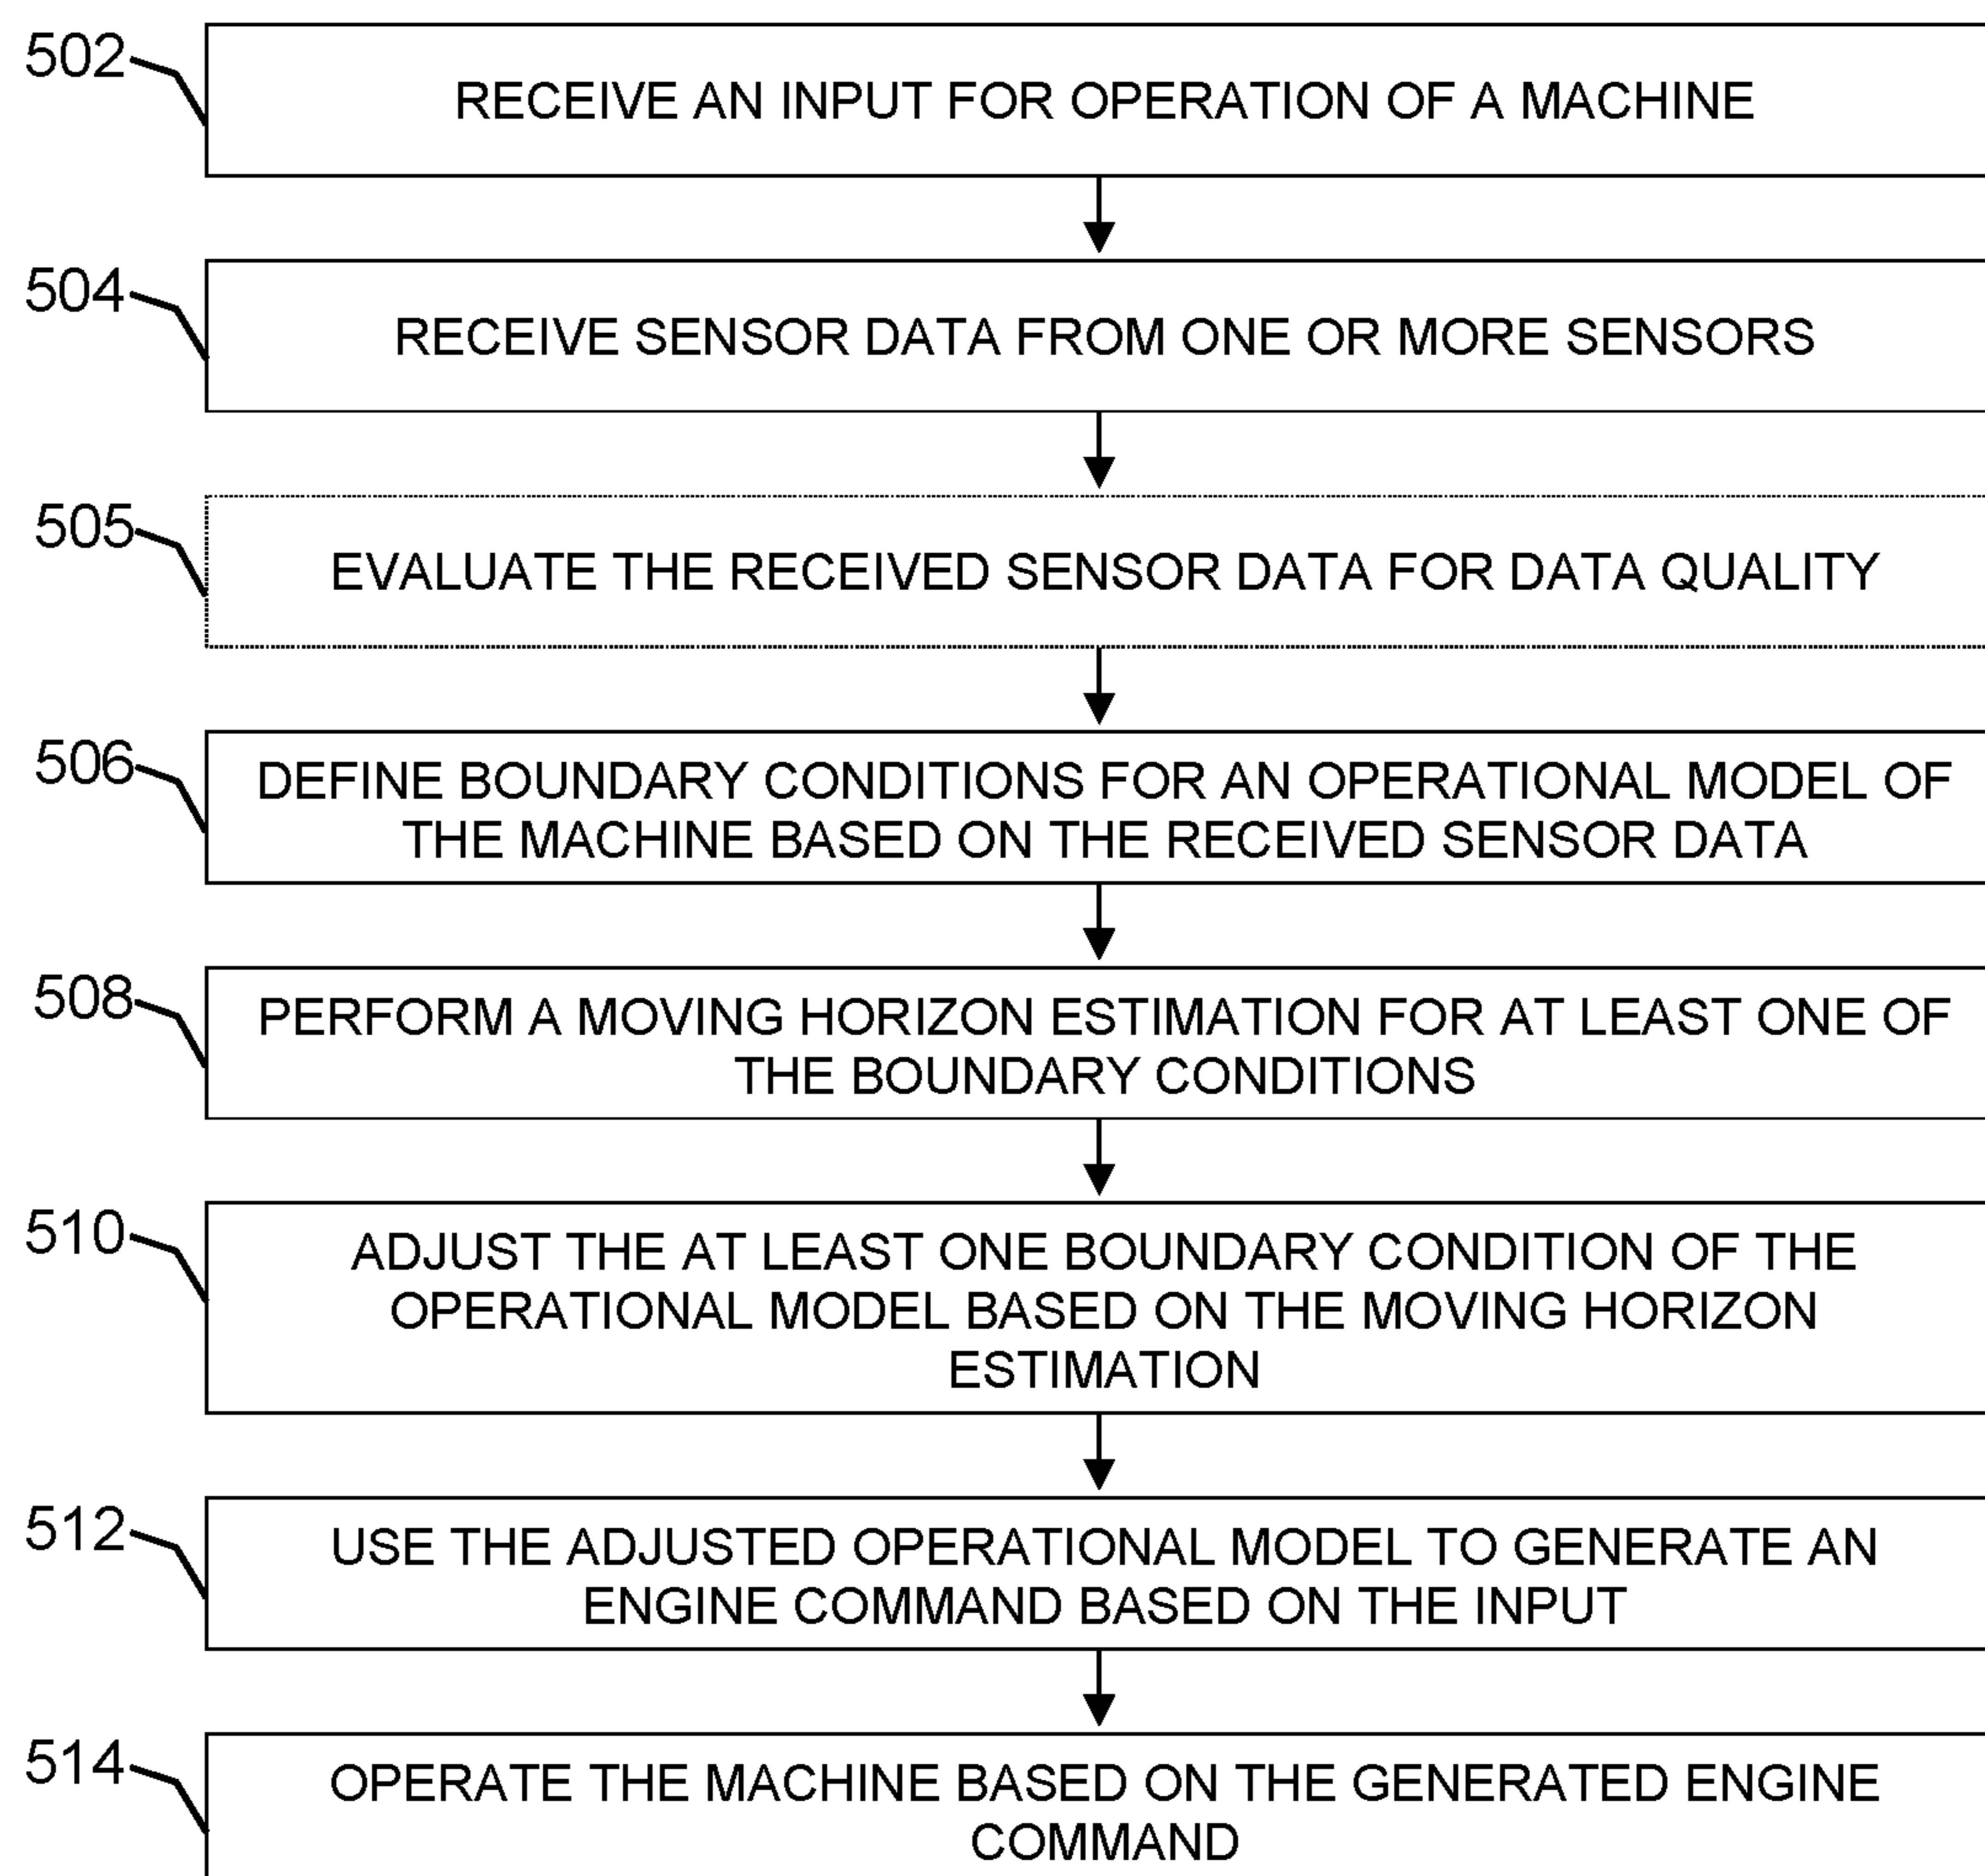 502
RECEIVE AN INPUT FOR OPERATION OF A MACHINE
504
RECEIVE SENSOR DATA FROM ONE OR MORE SENSORS
505
EVALUATE THE RECEIVED SENSOR DATA FOR DATA QUALITY
506
DEFINE BOUNDARY CONDITIONS FOR AN OPERATIONAL MODEL OF
THE MACHINE BASED ON THE RECEIVED SENSOR DATA
508
PERFORM A MOVING HORIZON ESTIMATION FOR AT LEAST ONE OF
THE BOUNDARY CONDITIONS
510
ADJUST THE AT LEAST ONE BOUNDARY CONDITION OF THE
OPERATIONAL MODEL BASED ON THE MOVING HORIZON
ESTIMATION
512
USE THE ADJUSTED OPERATIONAL MODEL TO GENERATE AN
ENGINE COMMAND BASED ON THE INPUT
514
OPERATE THE MACHINE BASED ON THE GENERATED ENGINE
COMMAND